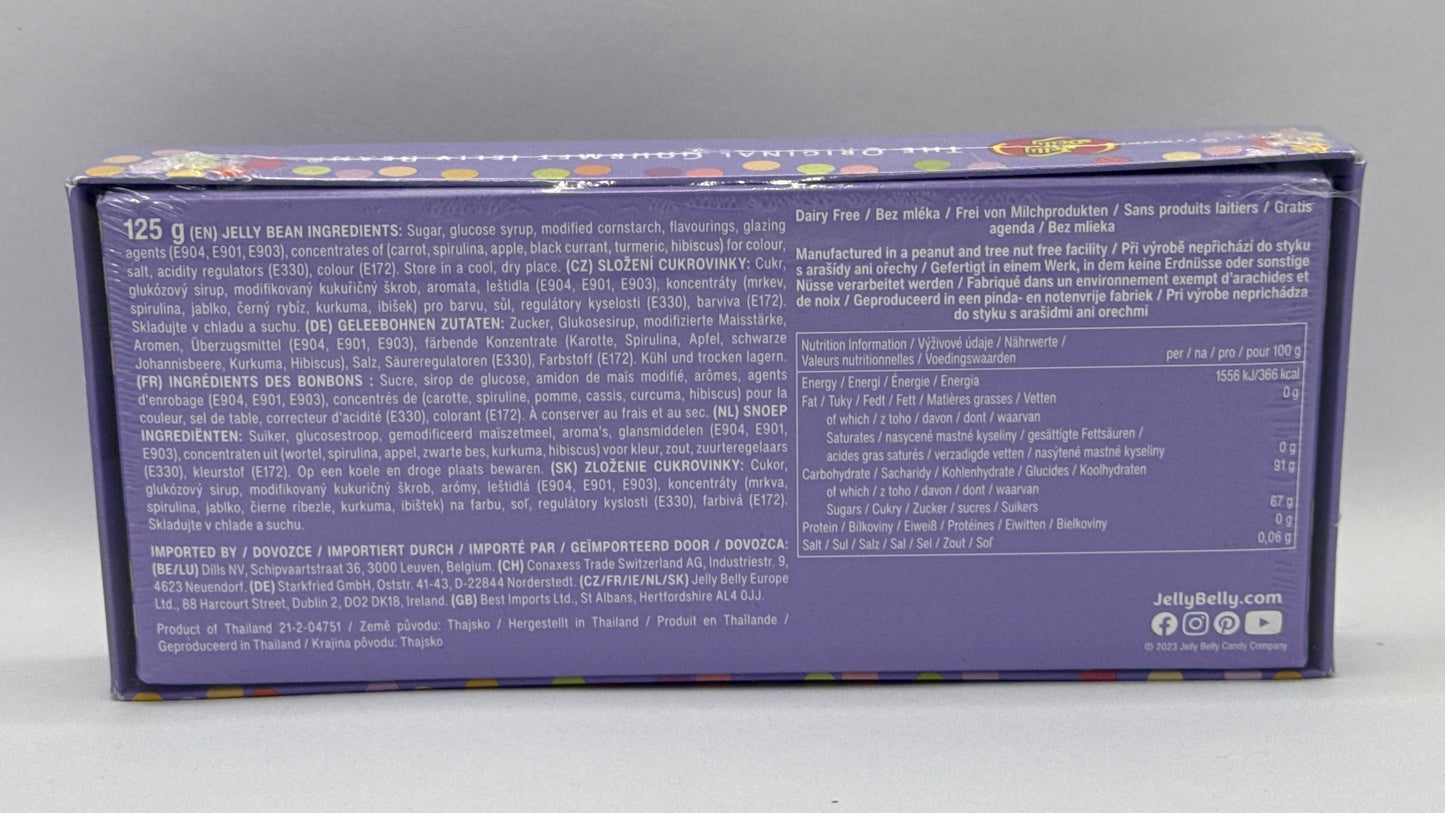 THE ORIGINAL GOURMET JELLY BEAN
125 g (EN) JELLY BEAN INGREDIENTS: Sugar, glucose syrup, modified cornstarch, flavourings, glazing
agents (E904, E901, E903), concentrates of (carrot, spirulina, apple, black currant, turmeric, hibiscus) for colour,
salt, acidity regulators (E330), colour (E172). Store in a cool, dry place. (CZ) SLOŽENÍ CUKROVINKY: Cukr,
glukózový sirup, modifikovaný kukuřičný škrob, aromata, leštidla (E904, E901, E903), koncentráty (mrkev,
spirulina, jablko, černý rybíz, kurkuma, ibišek) pro barvu, sůl, regulátory kyselosti (E330), barviva (E172).
Skladujte v chladu a suchu. (DE) GELEEBOHNEN ZUTATEN: Zucker, Glukosesirup, modifizierte Maisstärke,
Aromen, Überzugsmittel (E904, E901, E903), färbende Konzentrate (Karotte, Spirulina, Apfel, schwarze
Johannisbeere, Kurkuma, Hibiscus), Salz, Säureregulatoren (E330), Farbstoff (E172). Kühl und trocken lagern.
(FR) INGRÉDIENTS DES BONBONS : Sucre, sirop de glucose, amidon de maïs modifié, arômes, agents
d'enrobage (E904, E901, E903), concentrés de (carotte, spiruline, pomme, cassis, curcuma, hibiscus) pour la
couleur, sel de table, correcteur d'acidité (E330), colorant (E172). À conserver au frais et au sec. (NL) SNOEP
INGREDIËNTEN: Suiker, glucosestroop, gemodificeerd maïszetmeel, aroma's, glansmiddelen (E904, E901,
E903), concentraten uit (wortel, spirulina, appel, zwarte bes, kurkuma, hibiscus) voor kleur, zout, zuurteregelaars
(E330), kleurstof (E172). Op een koele en droge plaats bewaren. (SK) ZLOŽENIE CUKROVINKY: Cukor,
glukózový sirup, modifikovaný kukuričný škrob, arómy, leštidlá (E904, E901, E903), koncentráty (mrkva,
spirulina, jablko, čierne ribezle, kurkuma, ibištek) na farbu, soľ, regulátory kyslosti (E330), farbivá (E172).
Skladujte v chlade a suchu.
IMPORTED BY / DOVOZCE / IMPORTIERT DURCH / IMPORTÉ PAR / GEÏMPORTEERD DOOR / DOVOZCA:
(BE/LU) Dills NV, Schipvaartstraat 36, 3000 Leuven, Belgium. (CH) Conaxess Trade Switzerland AG, Industriestr. 9,
4623 Neuendorf. (DE) Starkfried GmbH, Oststr. 41-43, D-22844 Norderstedt. (CZ/FR/IE/NL/SK) Jelly Belly Europe
Ltd., 88 Harcourt Street, Dublin 2, DO2 DK18, Ireland. (GB) Best Imports Ltd., St Albans, Hertfordshire AL4 0JJ.
Product of Thailand 21-2-04751 / Země původu: Thajsko / Hergestellt in Thailand / Produit en Thaïlande /
Geproduceerd in Thailand / Krajina pôvodu: Thajsko
Dairy Free / Bez mléka / Frei von Milchprodukten / Sans produits laitiers / Gratis
agenda / Bez mlieka
Manufactured in a peanut and tree nut free facility / Při výrobě nepřichází do styku
s arašídy ani ořechy / Gefertigt in einem Werk, in dem keine Erdnüsse oder sonstige
Nüsse verarbeitet werden / Fabriqué dans un environnement exempt d'arachides et
de noix / Geproduceerd in een pinda- en notenvrije fabriek / Pri výrobe neprichádza
do styku s arašidmi ani orechmi
Nutrition Information / Výživové údaje / Nährwerte /
Valeurs nutritionnelles / Voedingswaarden per / na / pro / pour 100 g
Energy / Energi / Énergie / Energia 1556 kJ/366 kcal
Fat / Tuky / Fedt / Fett / Matières grasses / Vetten 0 g
of which / z toho / davon / dont / waarvan
Saturates / nasycené mastné kyseliny / gesättigte Fettsäuren /
acides gras saturés / verzadigde vetten / nasýtené mastné kyseliny 0 g
Carbohydrate / Sacharidy / Kohlenhydrate / Glucides / Koolhydraten 91 g
of which / z toho / davon / dont / waarvan
Sugars / Cukry / Zucker / sucres / Suikers 67 g
Protein / Bílkoviny / Eiweiß / Protéines / Eiwitten / Bielkoviny 0 g
Salt / Sul / Salz / Sal / Sel / Zout / Soľ 0,06 g
JellyBelly.com
© 2023 Jelly Belly Candy Company